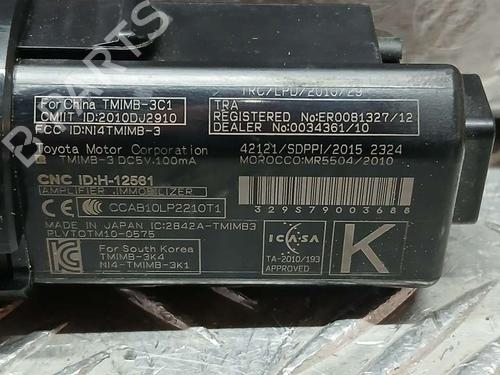 B-PARTS
TRC/LPD/2010/29
For China TMIMB-3C1
CMIIT ID:2010DJ2910
FCC ID:NI4TMIMB-3
TRA
REGISTERED No:ER0081327/12
DEALER No:0034361/10
Toyota Motor Corporation
TMIMB-3 DC5V.100mA
42121/SDPPI/2015 2324
MOROCCO:MR5504/2010
CNC ID:H-12581
AMPLIFIER ,IMMOBILIZER
CCAB10LP2210T1
329S79003688
MADE IN JAPAN IC:2842A-TMIMB3
PLVTOTM10-0575
For South Korea
TMIMB-3K4
NI4-TMIMB-3K1
ICASA
TA-2010/193
APPROVED
K